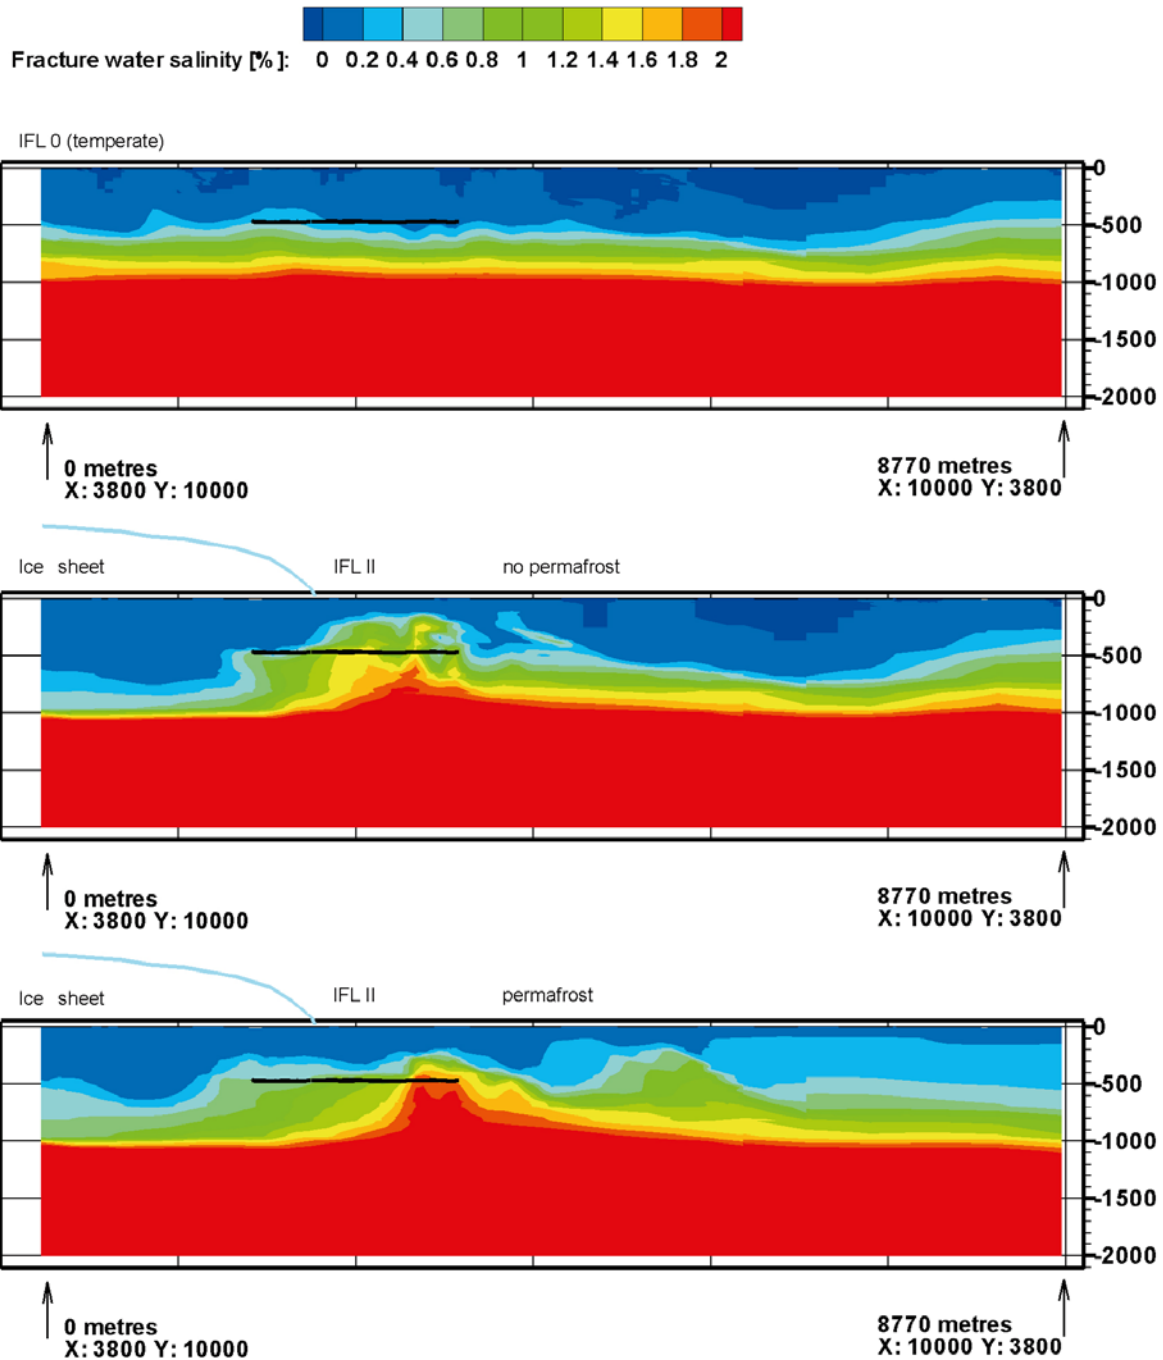 Fracture water salinity [%]: 0 0.2 0.4 0.6 0.8 1 1.2 1.4 1.6 1.8 2
IFL 0 (temperate)
0
-500
-1000
-1500
-2000
0 metres
X: 3800 Y: 10000
8770 metres
X: 10000 Y: 3800
Ice sheet IFL II no permafrost
0
-500
-1000
-1500
-2000
0 metres
X: 3800 Y: 10000
8770 metres
X: 10000 Y: 3800
Ice sheet IFL II permafrost
0
-500
-1000
-1500
-2000
0 metres
X: 3800 Y: 10000
8770 metres
X: 10000 Y: 3800